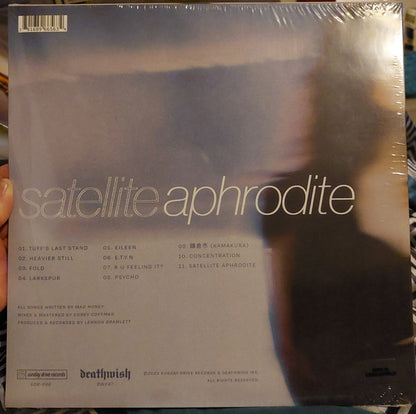 satellite aphrodite
01. TUFF'S LAST STAND
02. HEAVIER STILL
03. FOLD
04. LARKSPUR
05. EILEEN
06. E.T.Y.N
07. R U FEELING IT?
08. PSYCHO
09. 鎌倉市 (KAMAKURA)
10. CONCENTRATION
11. SATELLITE APHRODITE
ALL SONGS WRITTEN BY MAD HONEY
MIXED & MASTERED BY COREY COFFMAN
PRODUCED & RECORDED BY LENNON BRAMLETT
sunday drive records
deathwish
©2023 SUNDAY DRIVE RECORDS & DEATHWISH INC.
ALL RIGHTS RESERVED.